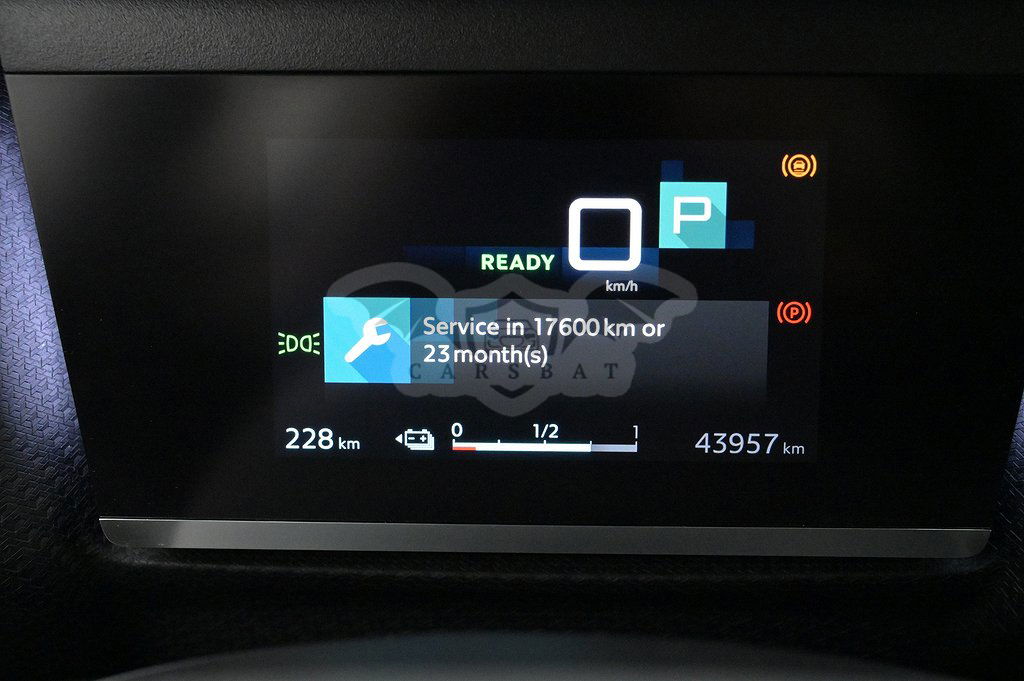 P
READY
0
km/h
(P)
Service in 17600 km or
23 month(s)
CARSBAT
228 km
0 1/2 1
43957 km